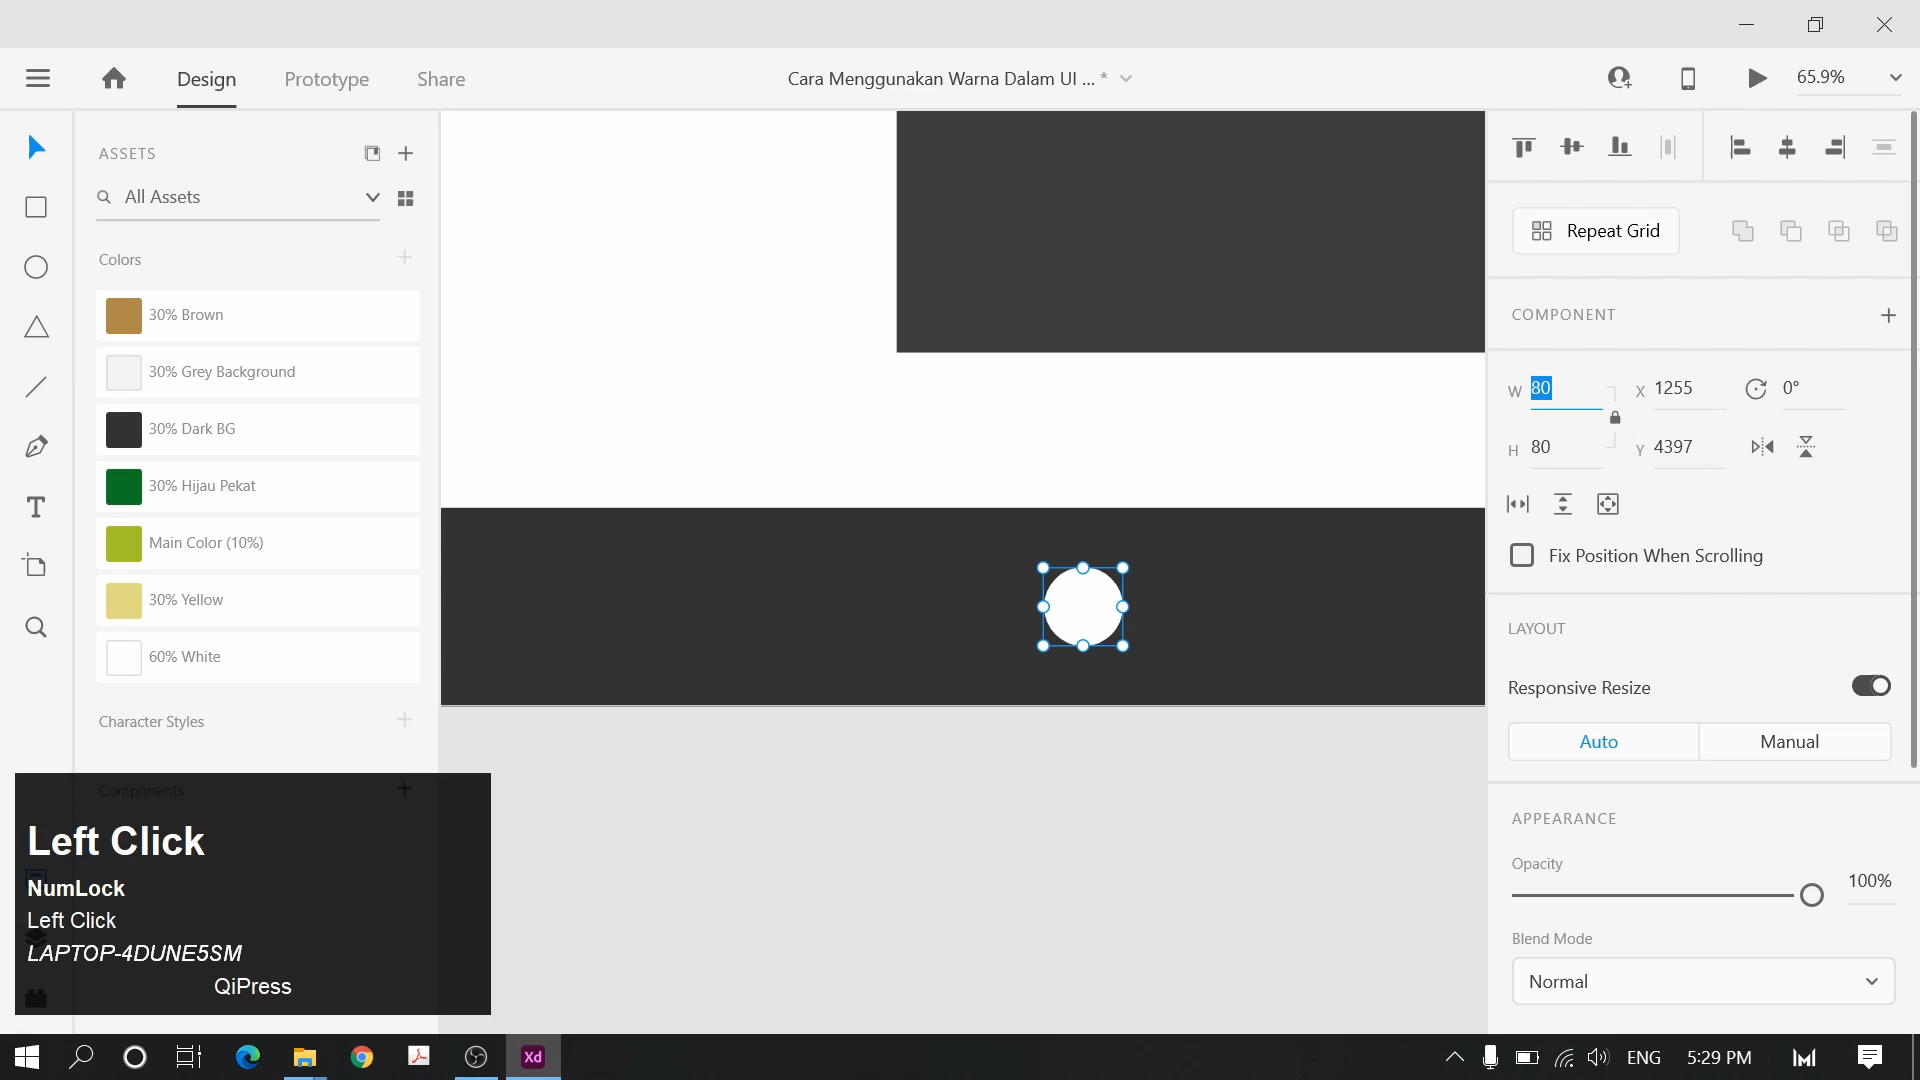 Design
Prototype
Share
Cara Menggunakan Warna Dalam UI ... *
65.9%
ASSETS
All Assets
Colors
30% Brown
30% Grey Background
30% Dark BG
30% Hijau Pekat
Main Color (10%)
30% Yellow
60% White
Character Styles
Components
Left Click
NumLock
Left Click
LAPTOP-4DUNE5SM
QiPress
Repeat Grid
COMPONENT
W 80 X 1255 0°
H 80 Y 4397
Fix Position When Scrolling
LAYOUT
Responsive Resize
Auto Manual
APPEARANCE
Opacity
100%
Blend Mode
Normal
Xd
ENG
5:29 PM